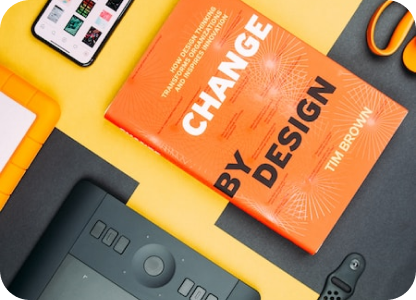 HOW DESIGN THINKING
TRANSFORMS ORGANIZATIONS
AND INSPIRES INNOVATION
CHANGE
BY
DESIGN
TIM BROWN